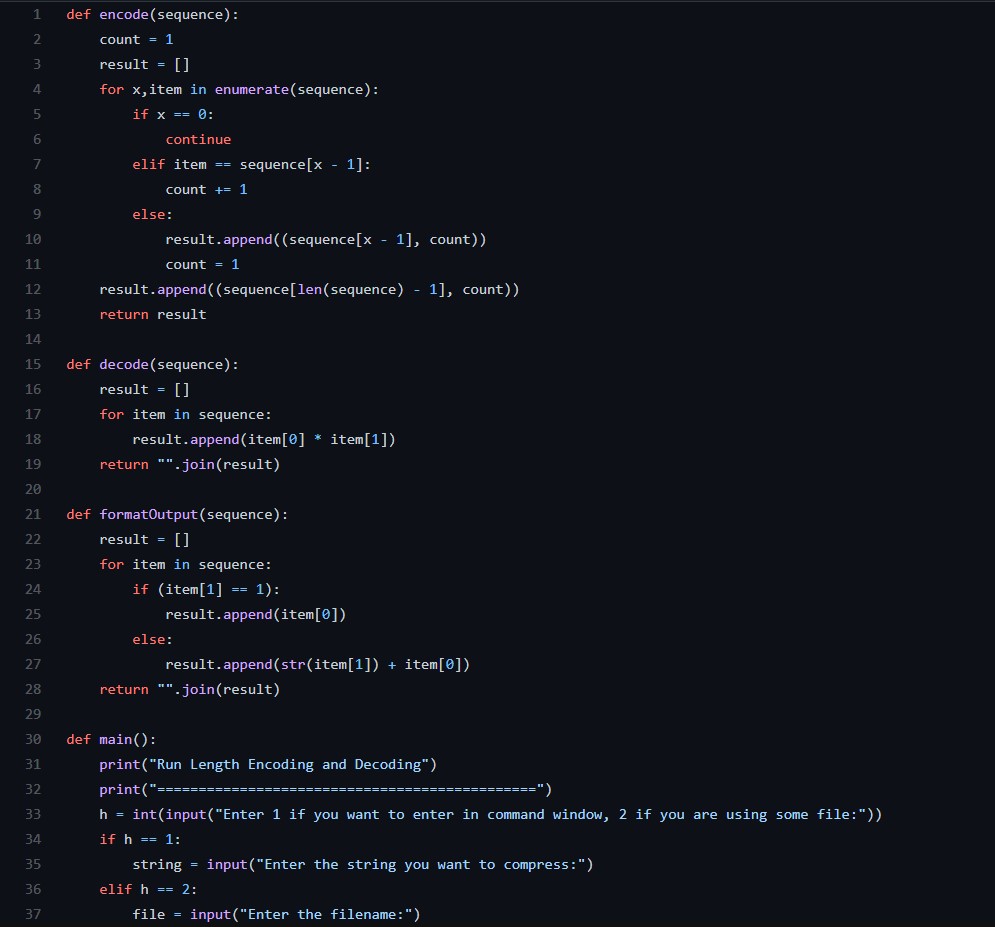 1 def encode(sequence):
2     count = 1
3     result = []
4     for x,item in enumerate(sequence):
5         if x == 0:
6             continue
7         elif item == sequence[x - 1]:
8             count += 1
9         else:
10             result.append((sequence[x - 1], count))
11             count = 1
12     result.append((sequence[len(sequence) - 1], count))
13     return result
14
15 def decode(sequence):
16     result = []
17     for item in sequence:
18         result.append(item[0] * item[1])
19     return "".join(result)
20
21 def formatOutput(sequence):
22     result = []
23     for item in sequence:
24         if (item[1] == 1):
25             result.append(item[0])
26         else:
27             result.append(str(item[1]) + item[0])
28     return "".join(result)
29
30 def main():
31     print("Run Length Encoding and Decoding")
32     print("==============================================")
33     h = int(input("Enter 1 if you want to enter in command window, 2 if you are using some file:"))
34     if h == 1:
35         string = input("Enter the string you want to compress:")
36     elif h == 2:
37         file = input("Enter the filename:")